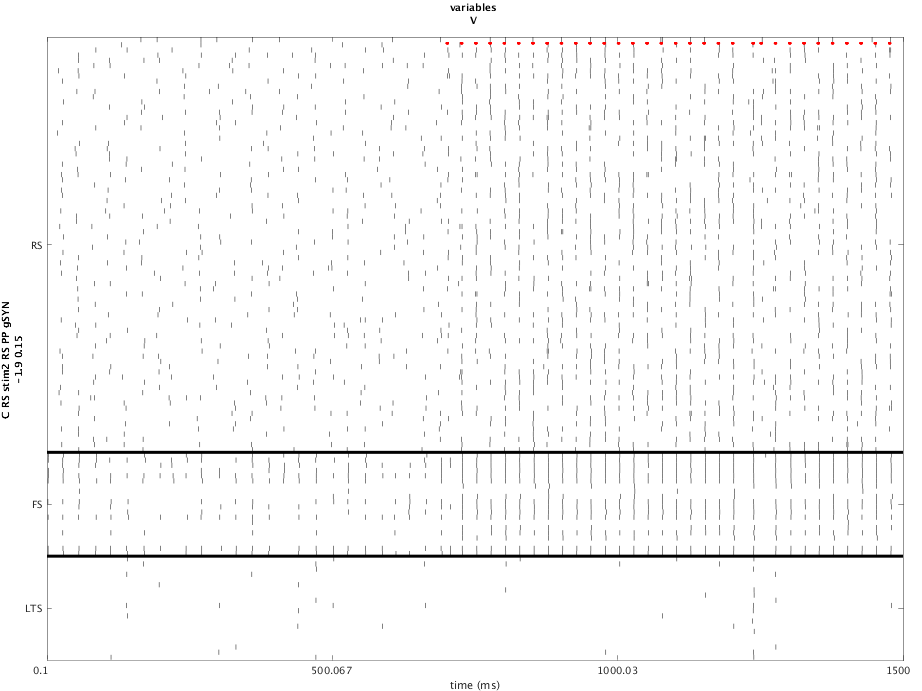 variables
V
C RS stim2 RS PP gSYN
-1.9 0.15
RS
FS
LTS
0.1
500.067
1000.03
1500
time (ms)